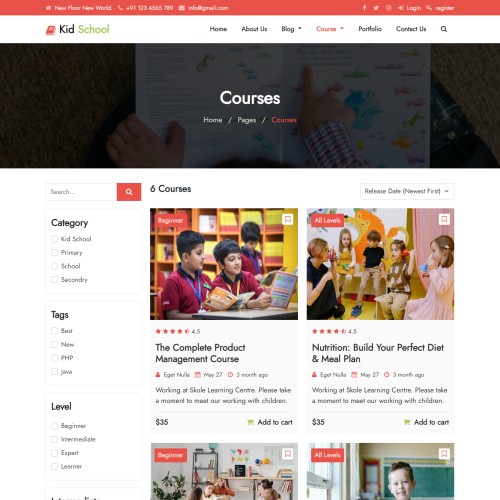 New Floor New World. +91 123 4565 789 info@gmail.com Login register
Kid School Home About Us Blog Course Portfolio Contact Us
Courses
Home / Pages / Courses
Search... 6 Courses Release Date (Newest First)
Category
Kid School
Primary
School
Secondry
Tags
Best
New
PHP
Java
Level
Beginner
Intermediate
Expert
Learner
Intermediate
Beginner
4.5
The Complete Product
Management Course
Eget Nulla May 27 3 month ago
Working at Skole Learning Centre. Please take
a moment to meet our working with children.
$35 Add to cart
All Levels
4.5
Nutrition: Build Your Perfect Diet
& Meal Plan
Eget Nulla May 27 3 month ago
Working at Skole Learning Centre. Please take
a moment to meet our working with children.
$35 Add to cart
Beginner
All Levels